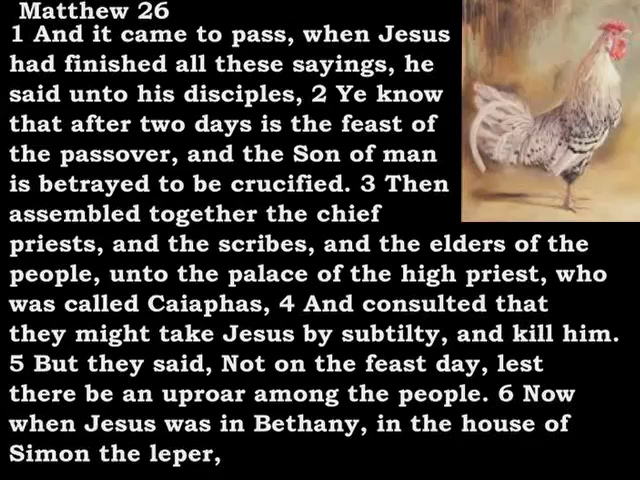 Matthew 26
1 And it came to pass, when Jesus
had finished all these sayings, he
said unto his disciples, 2 Ye know
that after two days is the feast of
the passover, and the Son of man
is betrayed to be crucified. 3 Then
assembled together the chief
priests, and the scribes, and the elders of the
people, unto the palace of the high priest, who
was called Caiaphas, 4 And consulted that
they might take Jesus by subtilty, and kill him.
5 But they said, Not on the feast day, lest
there be an uproar among the people. 6 Now
when Jesus was in Bethany, in the house of
Simon the leper,